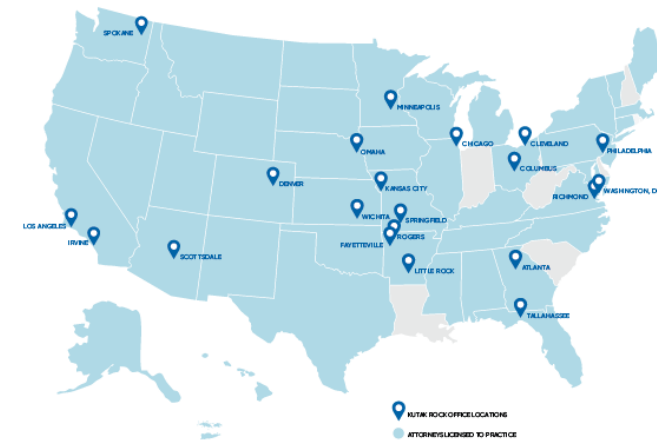 SPOKANE
MINNEAPOLIS
CHICAGO
CLEVELAND
OMAHA
PHILADELPHIA
COLUMBUS
DENVER
KANSAS CITY
WASHINGTON, D
RICHMOND
WICHITA
SPRINGFIELD
LOS ANGELES
ROGERS
IRVINE
FAYETTEVILLE
SCOTTSDALE
ATLANTA
LITTLE ROCK
TALLAHASSEE
KUTAK ROCK OFFICE LOCATIONS
ATTORNEYS LICENSED TO PRACTICE